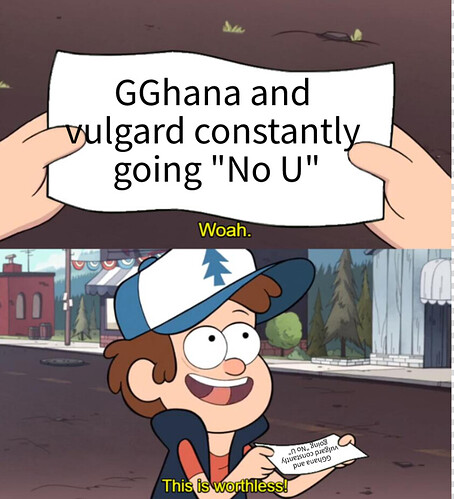 GGhana and
vulgard constantly
going "No U"
Woah.
GGhana and
vulgard constantly
going "No U"
This is worthless!